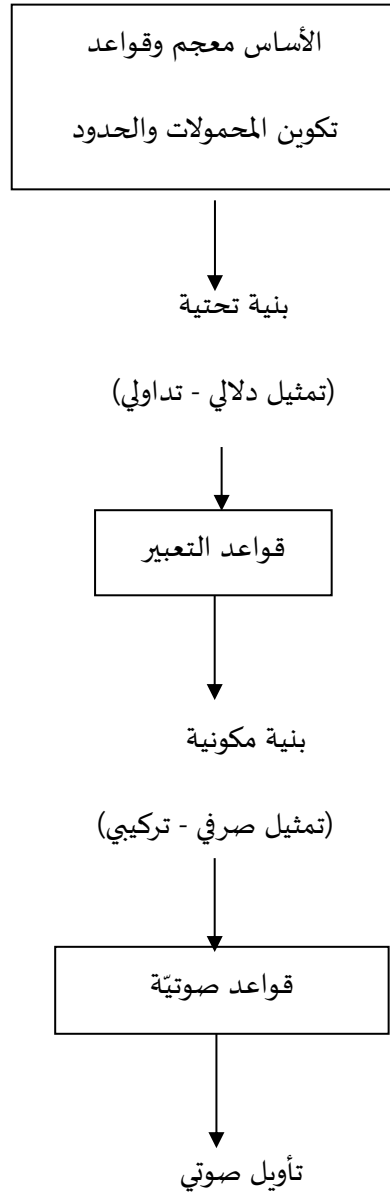 الأساس معجم وقواعد
تكوين المحمولات والحدود
بنية تحتية
(تمثيل دلالي - تداولي)
قواعد التعبير
بنية مكونية
(تمثيل صرفي - تركيبي)
قواعد صوتيّة
تأويل صوتي